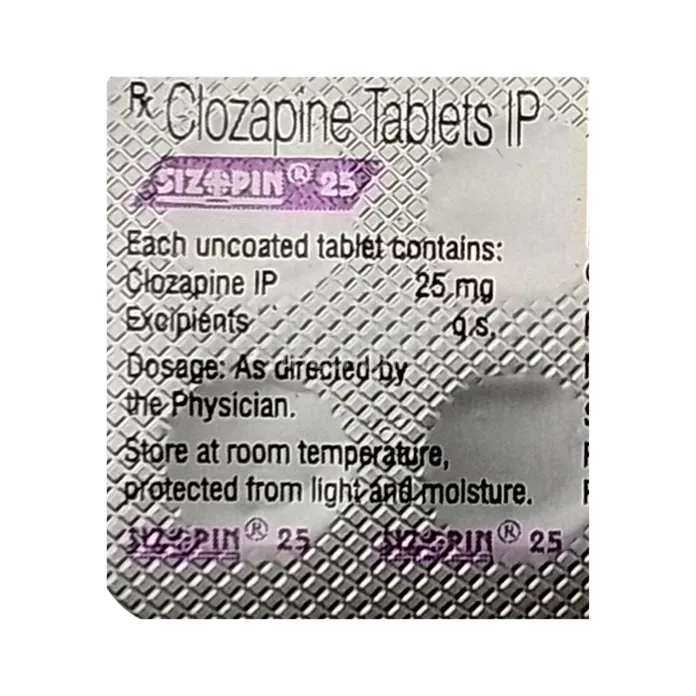 Rx Clozapine Tablets IP
SIZOPIN® 25
Each uncoated tablet contains:
Clozapine IP 25 mg
Excipients q.s.
Dosage: As directed by
the Physician.
Store at room temperature,
protected from light and moisture.
SIZOPIN® 25 SIZOPIN® 25